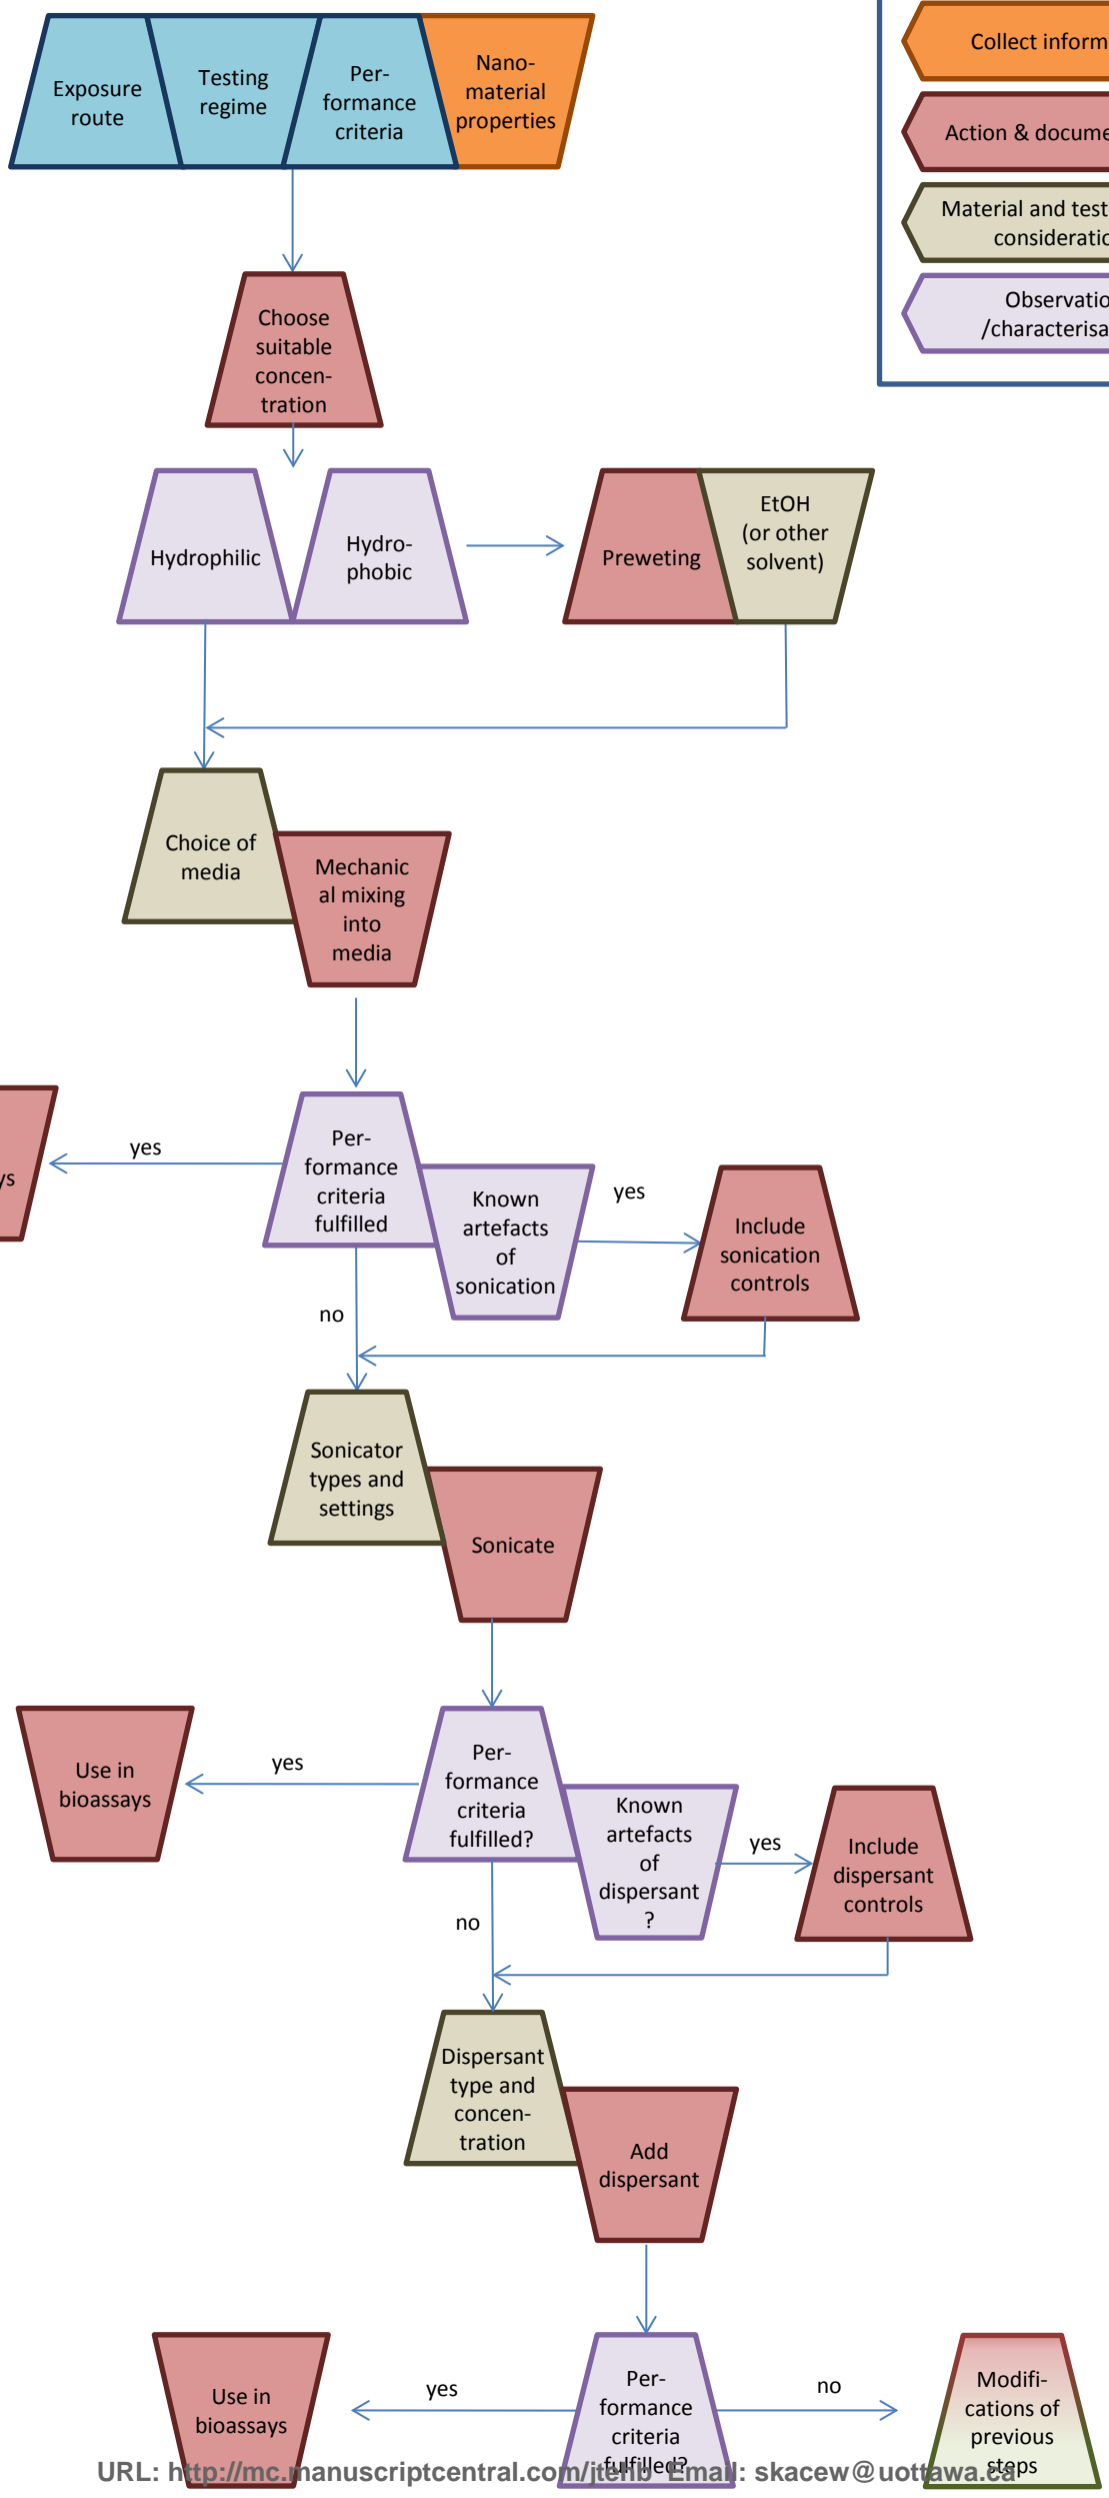 Exposure
route
Testing
regime
Per-
formance
criteria
Nano-
material
properties
Collect inform
Action & docume
Material and test
consideratio
Observatio
/characterisa
Choose
suitable
concen-
tration
Hydrophilic
Hydro-
phobic
Preweting
EtOH
(or other
solvent)
Choice of
media
Mechanic
al mixing
into
media
ys
yes
Per-
formance
criteria
fulfilled
Known
artefacts
of
sonication
yes
Include
sonication
controls
no
Sonicator
types and
settings
Sonicate
Use in
bioassays
yes
Per-
formance
criteria
fulfilled?
Known
artefacts
of
dispersant
?
yes
Include
dispersant
controls
no
Dispersant
type and
concen-
tration
Add
dispersant
Use in
bioassays
yes
Per-
formance
criteria
fulfilled?
no
Modifi-
cations of
previous
steps
URL: http://mc.manuscriptcentral.com/jtehb Email: skacew@uottawa.ca